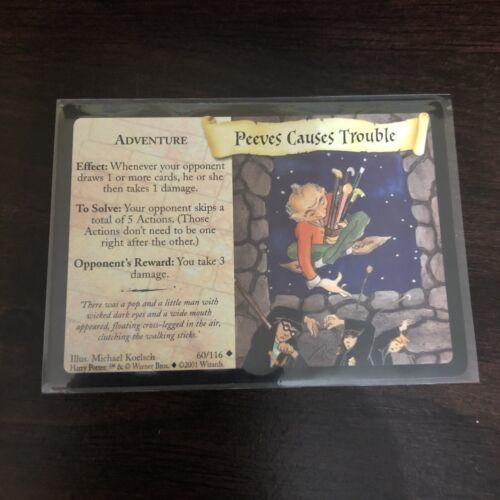 Peeves Causes Trouble
ADVENTURE
Effect: Whenever your opponent
draws 1 or more cards, he or she
then takes 1 damage.
To Solve: Your opponent skips a
total of 5 Actions. (Those
Actions don't need to be one
right after the other.)
Opponent's Reward: You take 3
damage.
'There was a pop and a little man with
wicked dark eyes and a wide mouth
appeared, floating cross-legged in the air,
clutching the walking sticks.'
Illus. Michael Koelsch 60/116 ◆
Harry Potter: ™ & © Warner Bros. ◆ ©2001 Wizards.